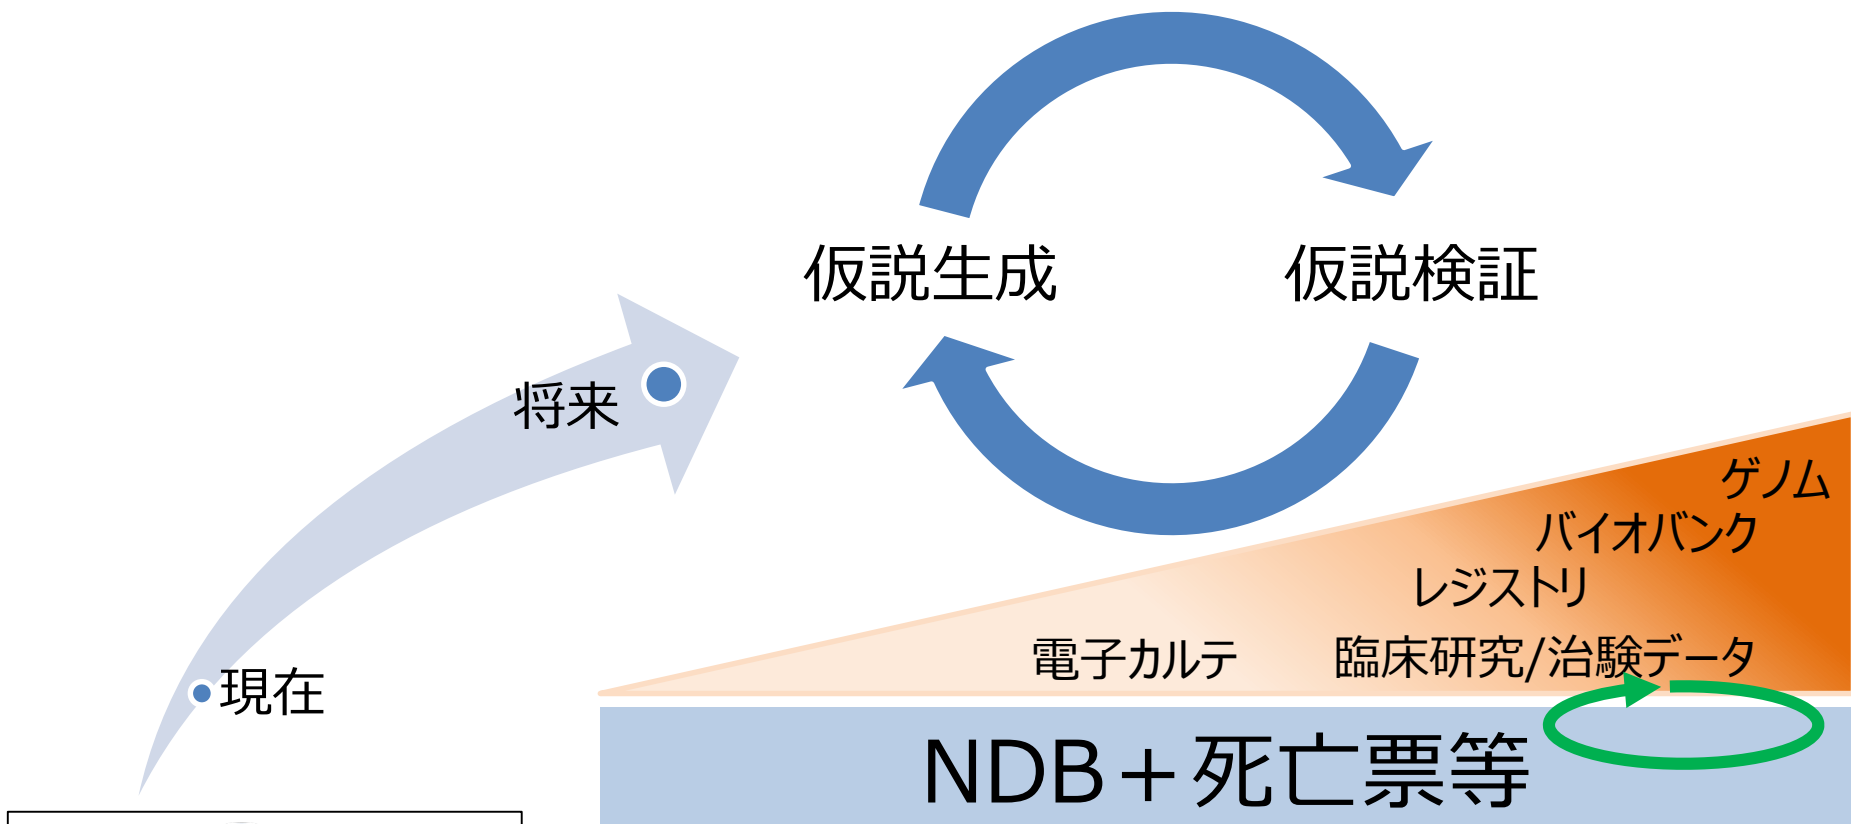 仮説生成
仮説検証
将来
ゲノム
バイオバンク
レジストリ
電子カルテ
臨床研究/治験データ
現在
NDB+死亡票等